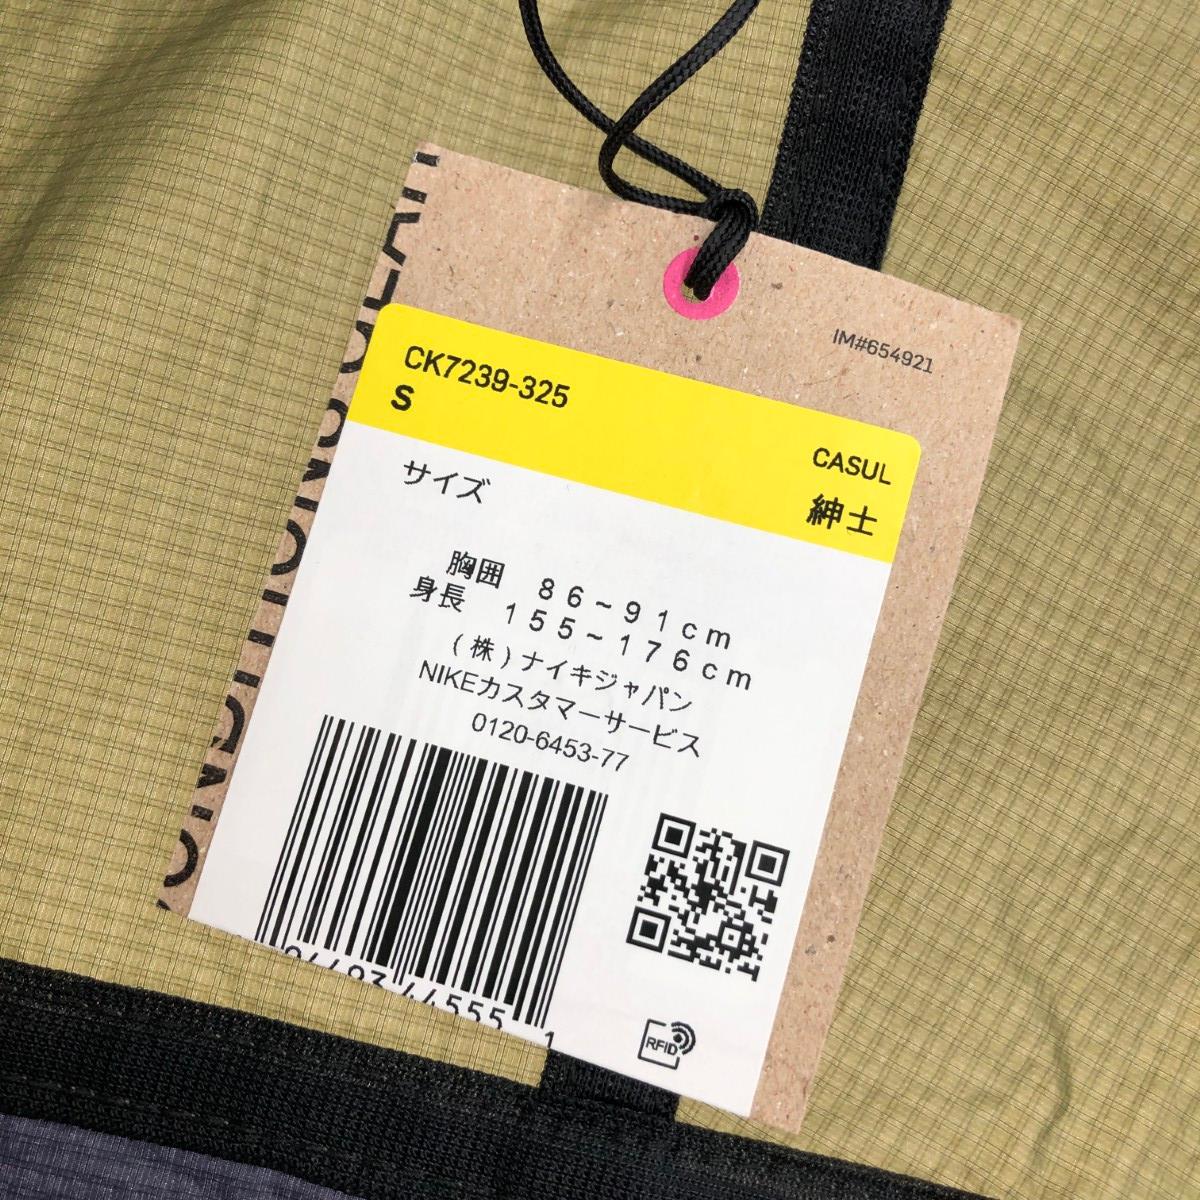 IM#654921
CK7239-325
S
CASUL
紳士
サイズ
胸囲 86~91cm
身長 155~176cm
(株)ナイキジャパン
NIKEカスタマーサービス
0120-6453-77
RFID